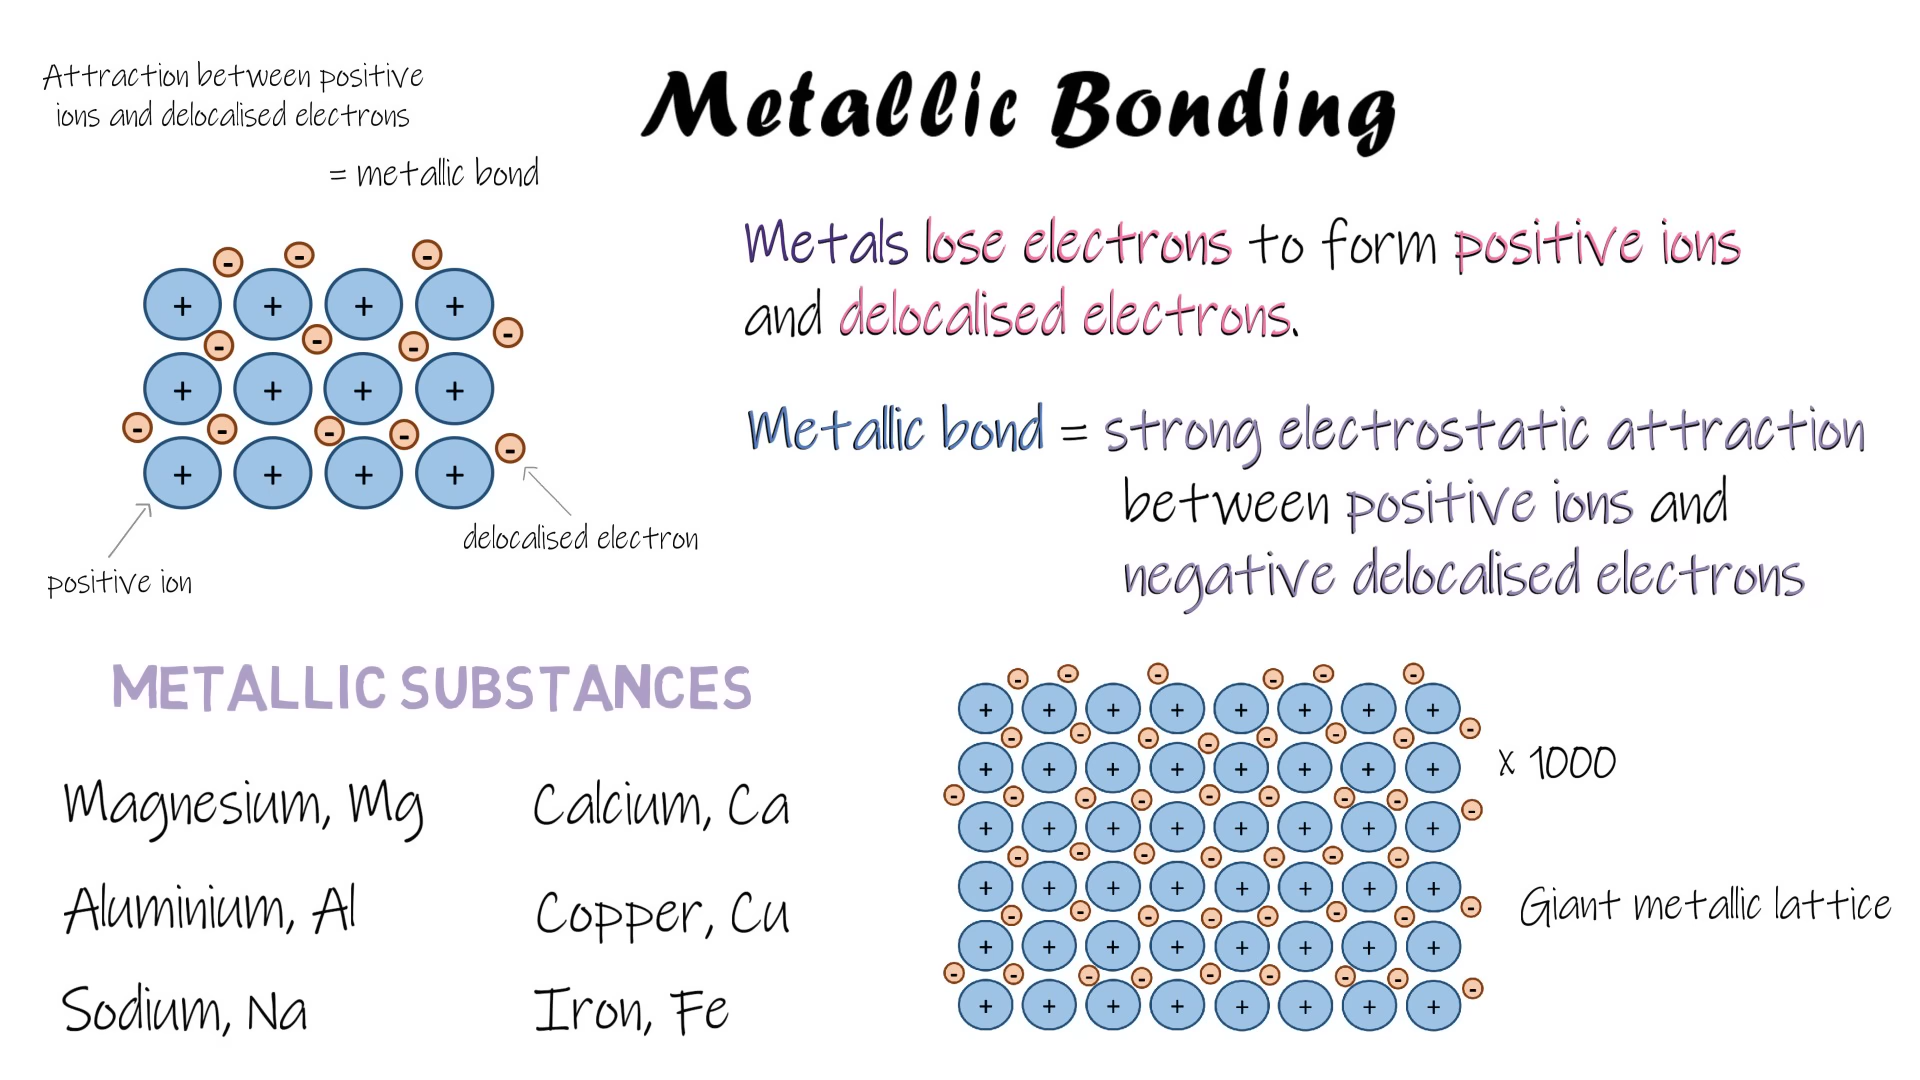 Metallic Bonding
Attraction between positive
ions and delocalised electrons
= metallic bond
positive ion
delocalised electron
Metals lose electrons to form positive ions
and delocalised electrons.
Metallic bond = strong electrostatic attraction
between positive ions and
negative delocalised electrons
METALLIC SUBSTANCES
Magnesium, Mg
Calcium, Ca
Aluminium, Al
Copper, Cu
Sodium, Na
Iron, Fe
x 1000
Giant metallic lattice